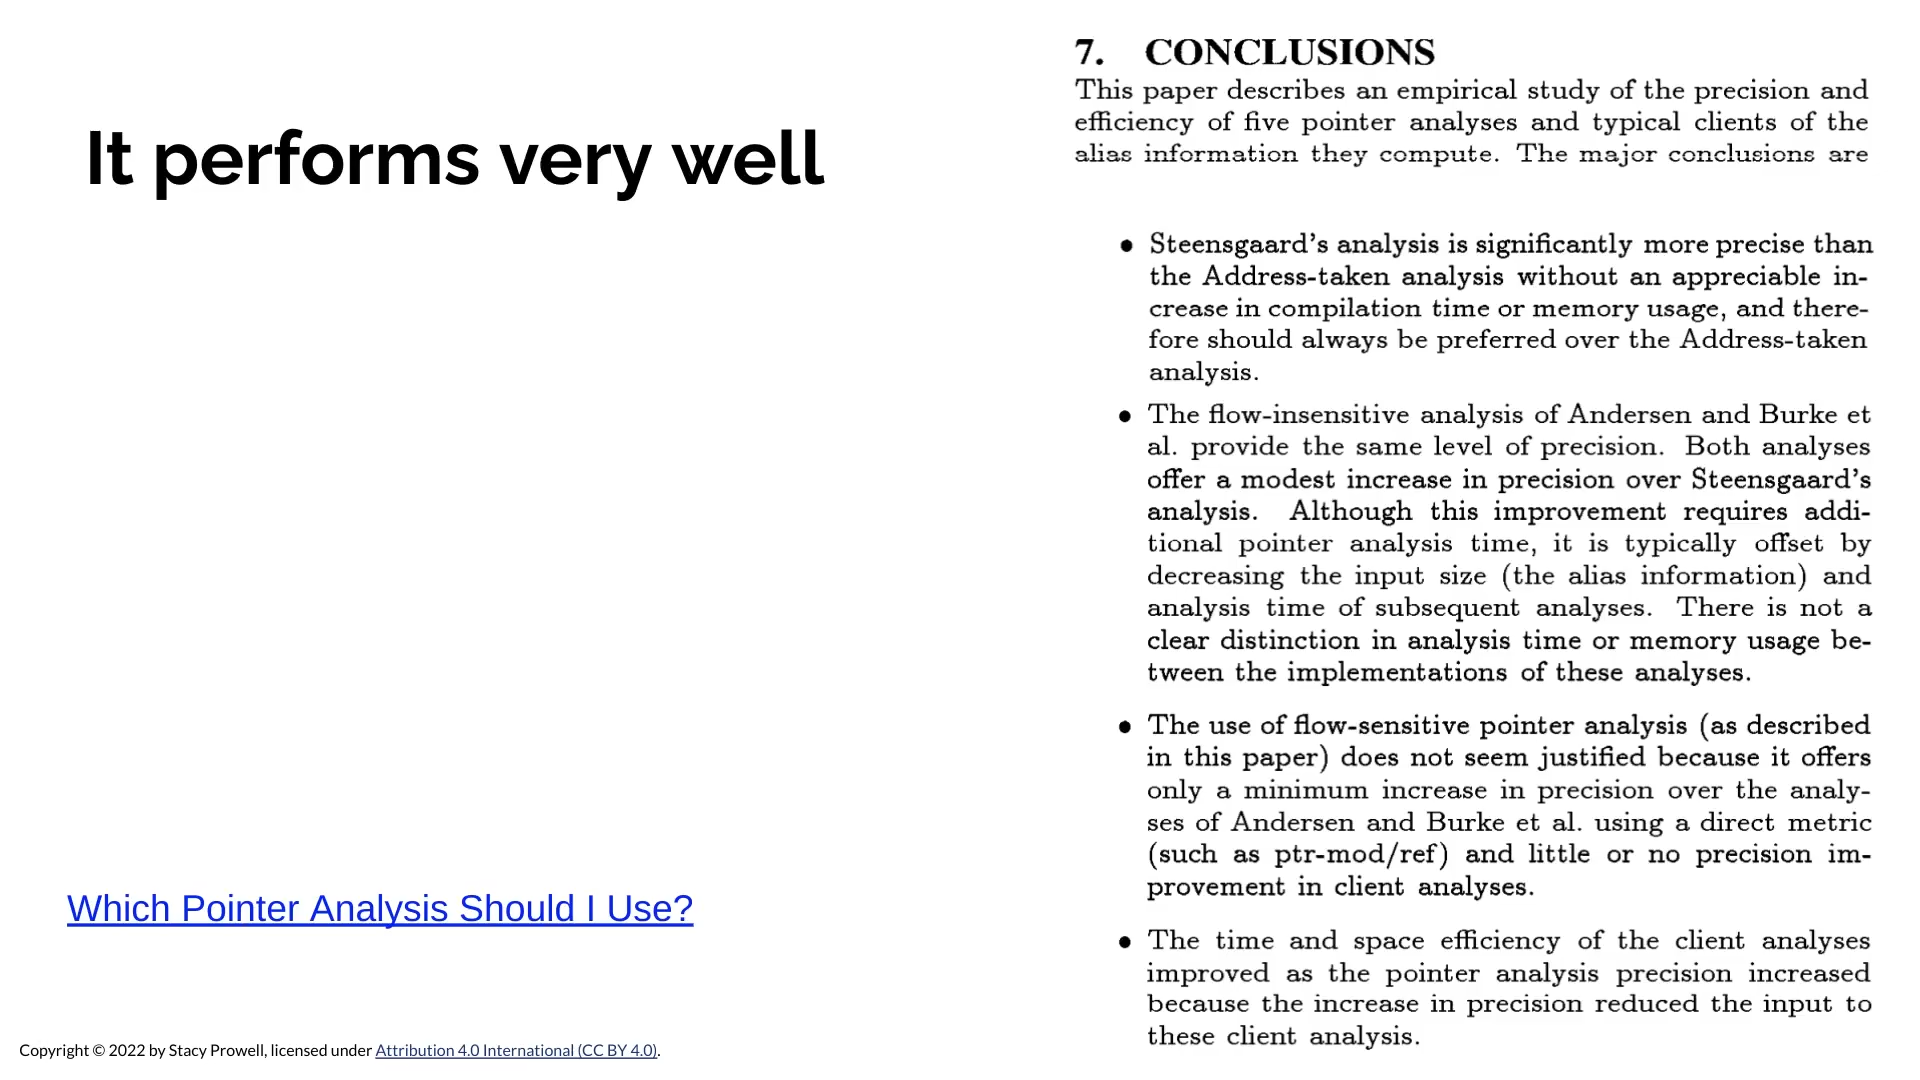 It performs very well
Which Pointer Analysis Should I Use?
7. CONCLUSIONS
This paper describes an empirical study of the precision and
efficiency of five pointer analyses and typical clients of the
alias information they compute. The major conclusions are
• Steensgaard's analysis is significantly more precise than
the Address-taken analysis without an appreciable in-
crease in compilation time or memory usage, and there-
fore should always be preferred over the Address-taken
analysis.
• The flow-insensitive analysis of Andersen and Burke et
al. provide the same level of precision. Both analyses
offer a modest increase in precision over Steensgaard's
analysis. Although this improvement requires addi-
tional pointer analysis time, it is typically offset by
decreasing the input size (the alias information) and
analysis time of subsequent analyses. There is not a
clear distinction in analysis time or memory usage be-
tween the implementations of these analyses.
• The use of flow-sensitive pointer analysis (as described
in this paper) does not seem justified because it offers
only a minimum increase in precision over the analy-
ses of Andersen and Burke et al. using a direct metric
(such as ptr-mod/ref) and little or no precision im-
provement in client analyses.
• The time and space efficiency of the client analyses
improved as the pointer analysis precision increased
because the increase in precision reduced the input to
these client analysis.
Copyright © 2022 by Stacy Prowell, licensed under Attribution 4.0 International (CC BY 4.0).